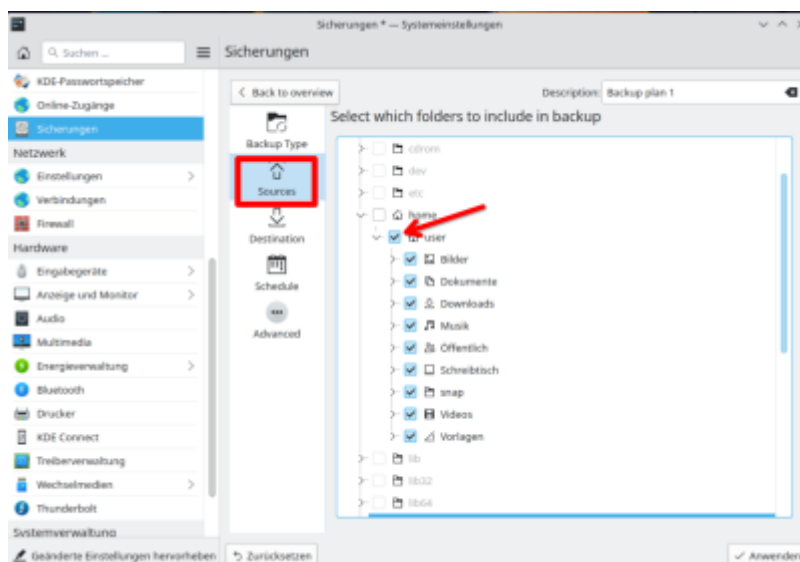 Sicherungen * — Systemeinstellungen
Suchen ...
Sicherungen
KDE-Passwortspeicher
Online-Zugänge
Sicherungen
Netzwerk
Einstellungen
Verbindungen
Firewall
Hardware
Eingabegeräte
Anzeige und Monitor
Audio
Multimedia
Energieverwaltung
Bluetooth
Drucker
KDE Connect
Treiberverwaltung
Wechselmedien
Thunderbolt
Systemverwaltung
Geänderte Einstellungen hervorheben
Back to overview
Description: Backup plan 1
Backup Type
Sources
Destination
Schedule
Advanced
Select which folders to include in backup
cdrom
dev
etc
home
user
Bilder
Dokumente
Downloads
Musik
Öffentlich
Schreibtisch
snap
Videos
Vorlagen
lib
lib32
lib64
Zurücksetzen
Anwenden